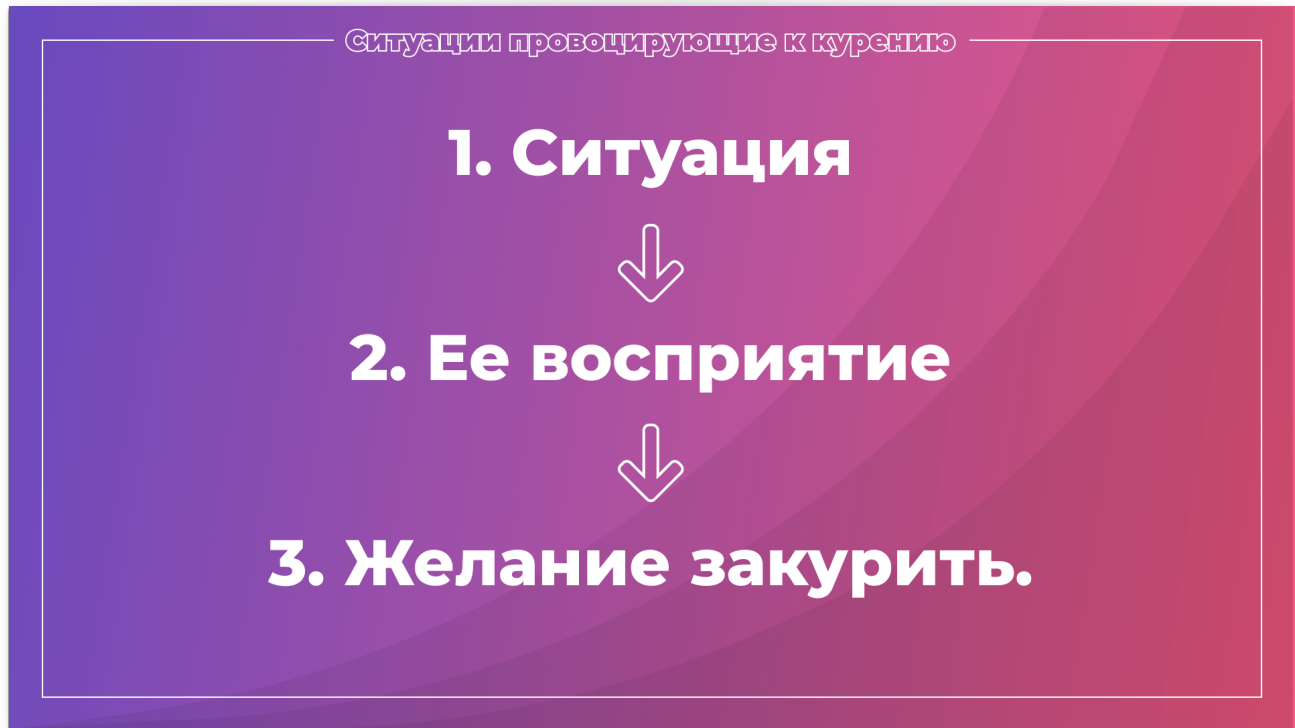 Ситуации провоцирующие к курению
1. Ситуация
2. Ее восприятие
3. Желание закурить.